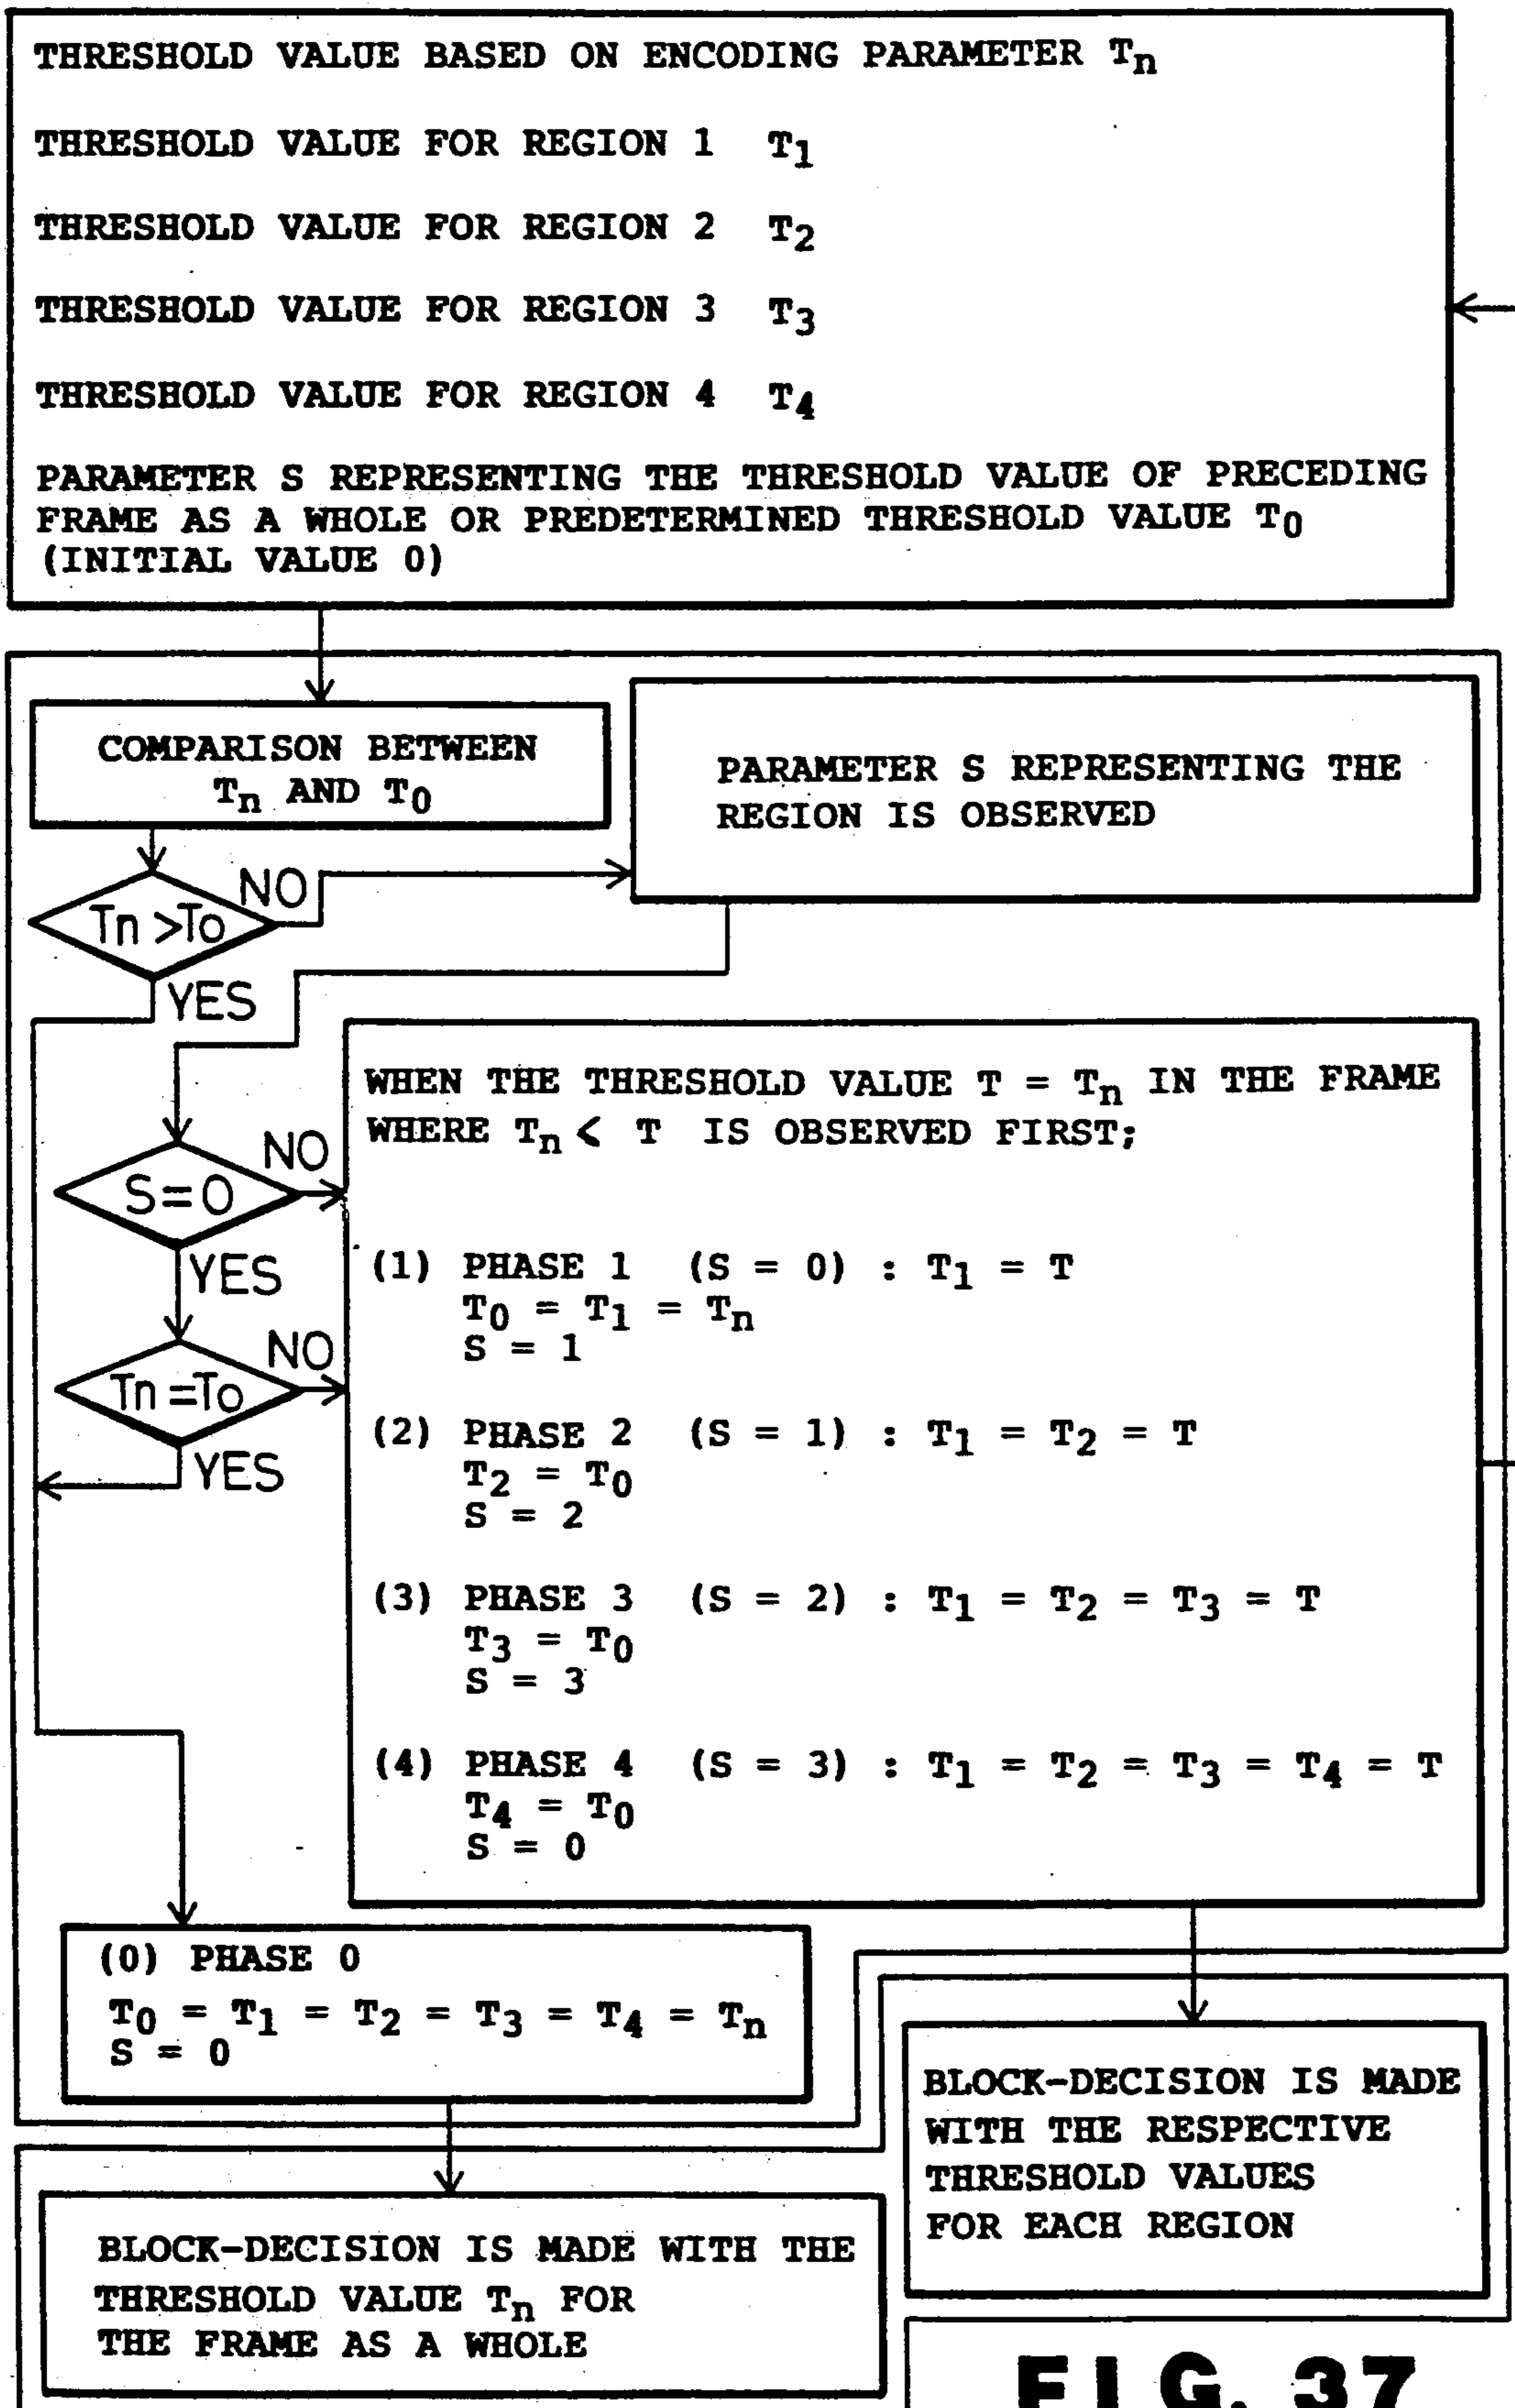 THRESHOLD VALUE BASED ON ENCODING PARAMETER Tn
THRESHOLD VALUE FOR REGION 1 T1
THRESHOLD VALUE FOR REGION 2 T2
THRESHOLD VALUE FOR REGION 3 T3
THRESHOLD VALUE FOR REGION 4 T4
PARAMETER S REPRESENTING THE THRESHOLD VALUE OF PRECEDING
FRAME AS A WHOLE OR PREDETERMINED THRESHOLD VALUE T0
(INITIAL VALUE 0)
COMPARISON BETWEEN
Tn AND T0
PARAMETER S REPRESENTING THE
REGION IS OBSERVED
Tn >To
NO
YES
S=0
NO
YES
Tn =To
NO
YES
WHEN THE THRESHOLD VALUE T = Tn IN THE FRAME
WHERE Tn < T IS OBSERVED FIRST;
(1) PHASE 1 (S = 0) : T1 = T
T0 = T1 = Tn
S = 1
(2) PHASE 2 (S = 1) : T1 = T2 = T
T2 = T0
S = 2
(3) PHASE 3 (S = 2) : T1 = T2 = T3 = T
T3 = T0
S = 3
(4) PHASE 4 (S = 3) : T1 = T2 = T3 = T4 = T
T4 = T0
S = 0
(0) PHASE 0
T0 = T1 = T2 = T3 = T4 = Tn
S = 0
BLOCK-DECISION IS MADE
WITH THE RESPECTIVE
THRESHOLD VALUES
FOR EACH REGION
BLOCK-DECISION IS MADE WITH THE
THRESHOLD VALUE Tn FOR
THE FRAME AS A WHOLE
FIG. 37